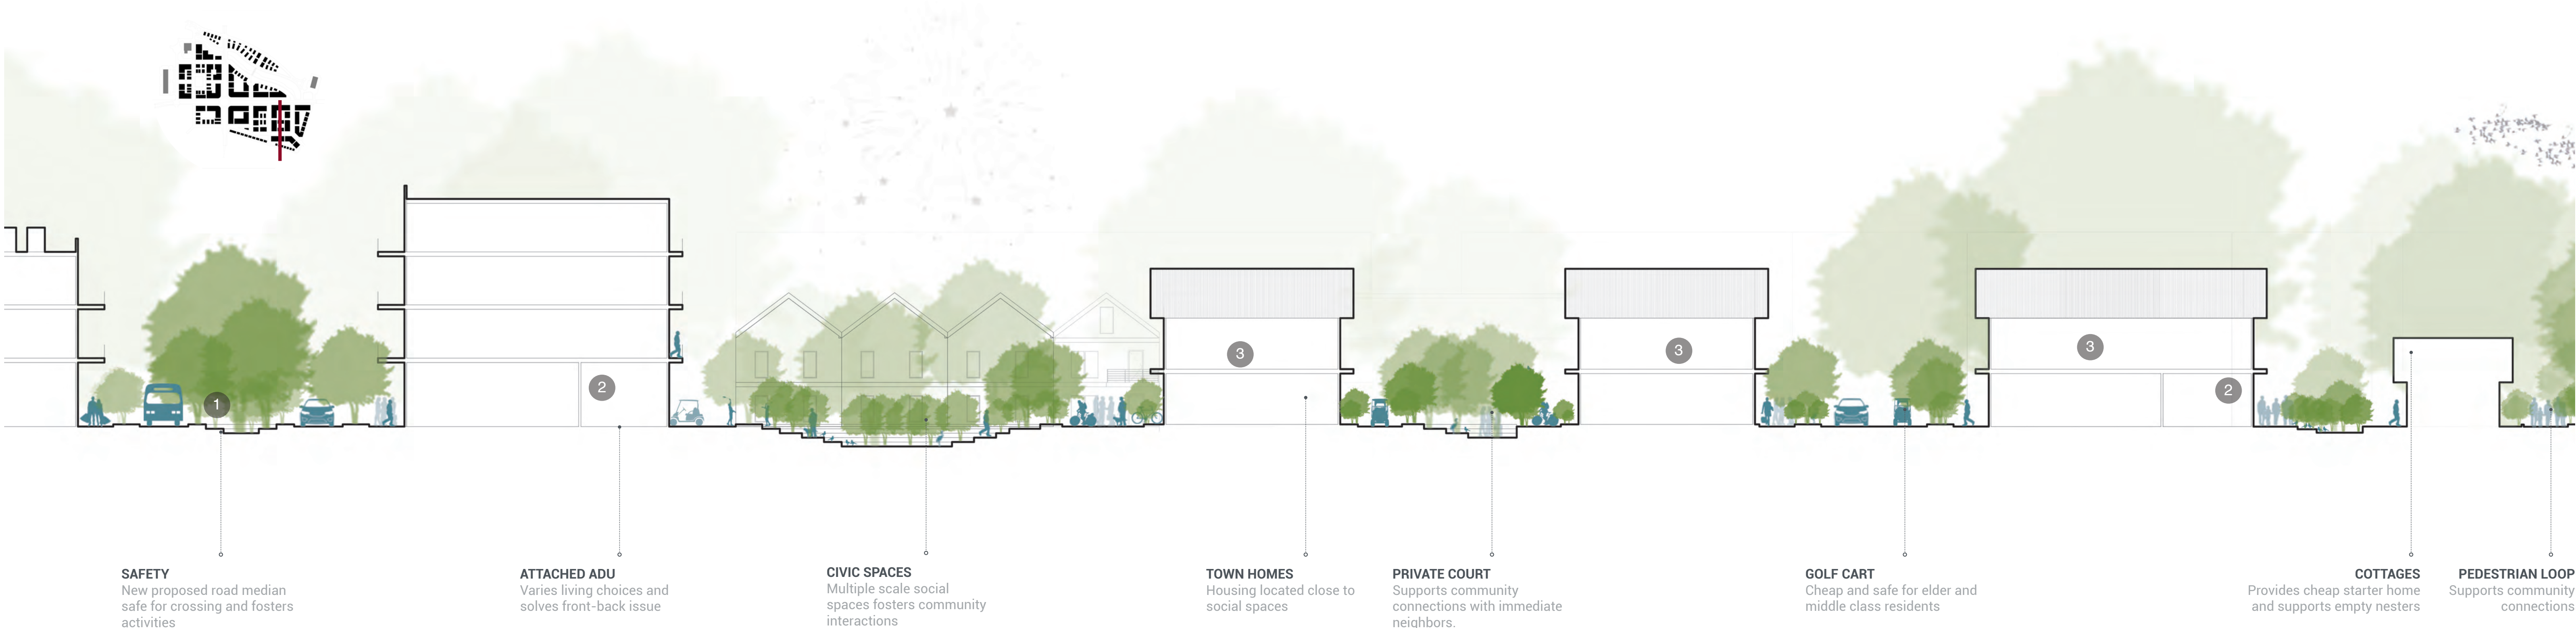 3
3
3
2
2
1
SAFETY
New proposed road median
safe for crossing and fosters
activities
ATTACHED ADU
Varies living choices and
solves front-back issue
CIVIC SPACES
Multiple scale social
spaces fosters community
interactions
TOWN HOMES
Housing located close to
social spaces
PRIVATE COURT
Supports community
connections with immediate
neighbors.
GOLF CART
Cheap and safe for elder and
middle class residents
COTTAGES
Provides cheap starter home
and supports empty nesters
PEDESTRIAN LOOP
Supports community
connections